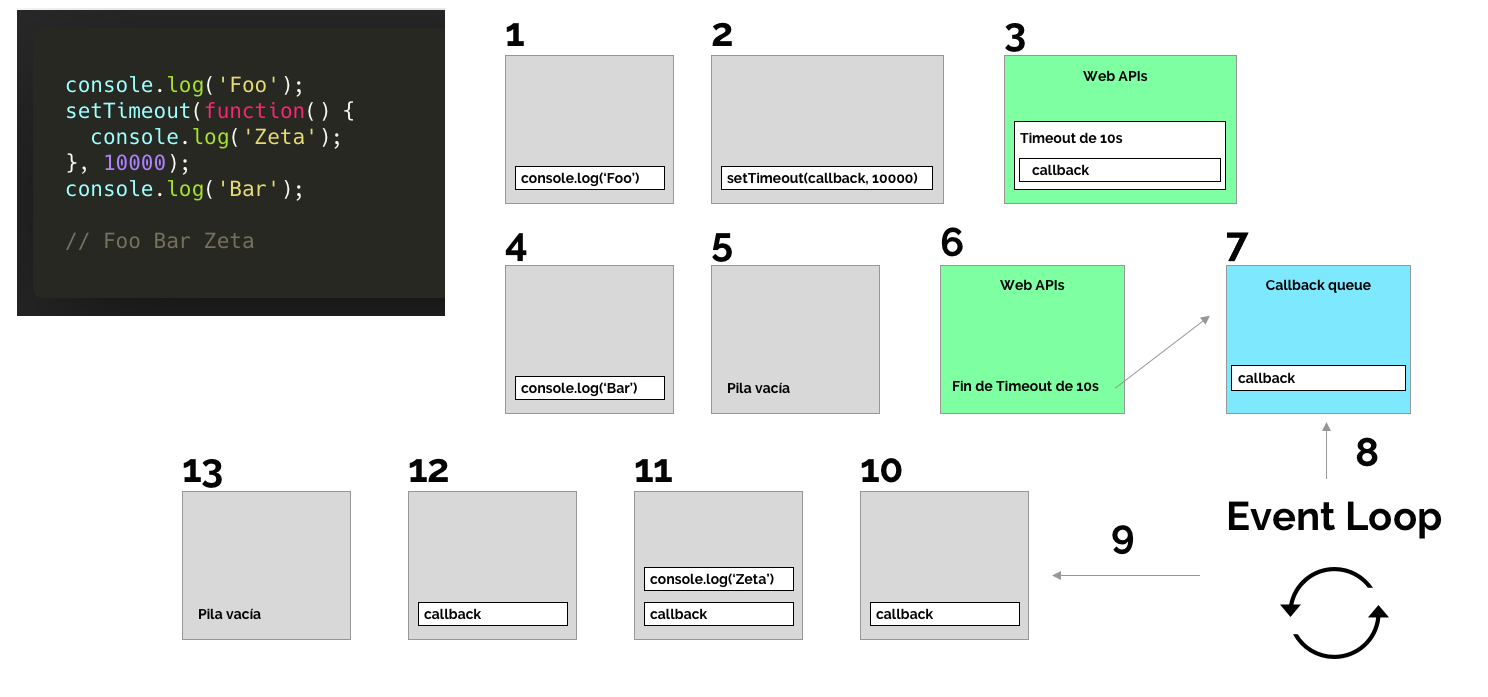 console.log('Foo');
setTimeout(function() {
  console.log('Zeta');
}, 10000);
console.log('Bar');
// Foo Bar Zeta
1
console.log(‘Foo’)
2
setTimeout(callback, 10000)
3
Web APIs
Timeout de 10s
callback
4
console.log(‘Bar’)
5
Pila vacía
6
Web APIs
Fin de Timeout de 10s
7
Callback queue
callback
8
Event Loop
9
10
callback
11
console.log(‘Zeta’)
callback
12
callback
13
Pila vacía